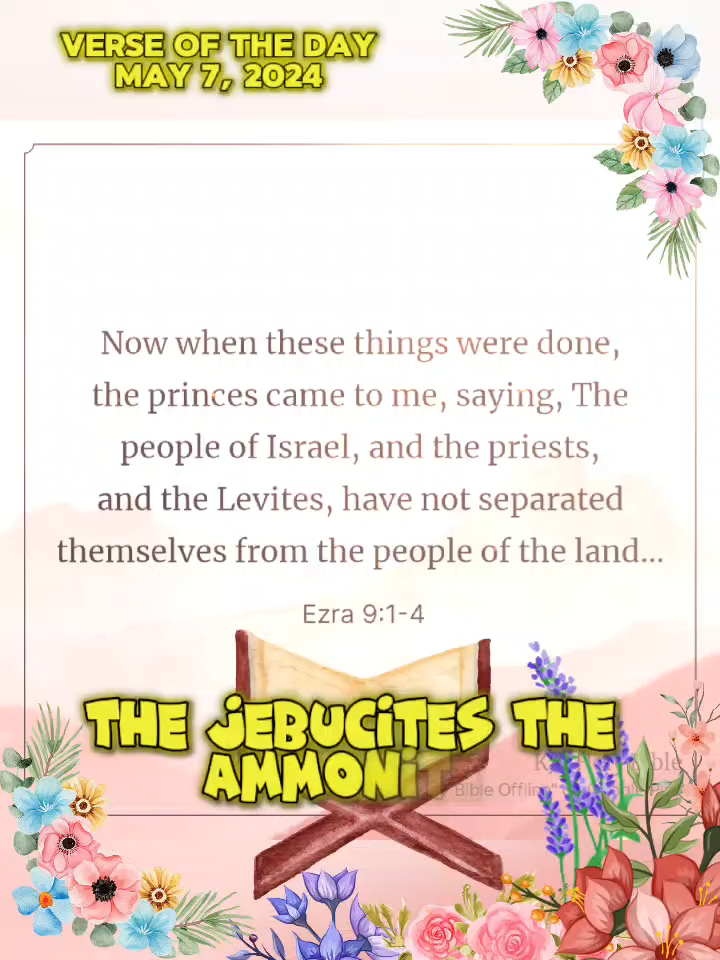 VERSE OF THE DAY
MAY 7, 2024
Now when these things were done,
the princes came to me, saying, The
people of Israel, and the priests,
and the Levites, have not separated
themselves from the people of the land...
Ezra 9:1-4
THE JEBUCITES THE
AMMONIT
Bible Offline"